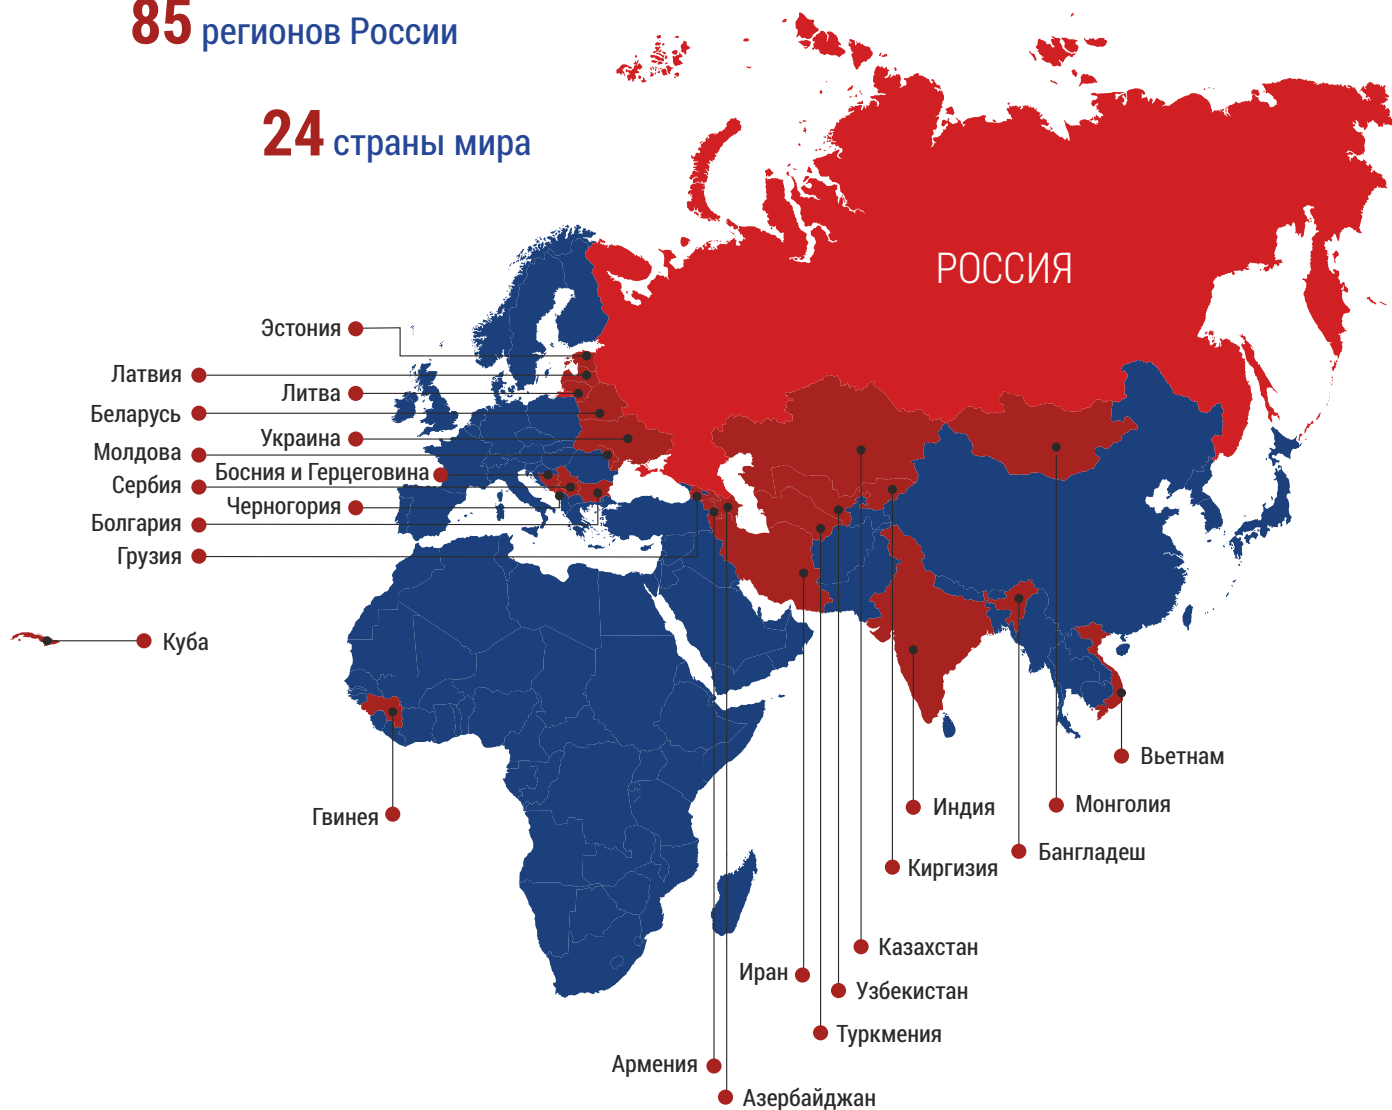 85 регионов России
24 страны мира
РОССИЯ
Эстония
Латвия
Литва
Беларусь
Украина
Молдова
Босния и Герцеговина
Сербия
Черногория
Болгария
Грузия
Куба
Гвинея
Вьетнам
Индия
Монголия
Бангладеш
Киргизия
Казахстан
Иран
Узбекистан
Туркмения
Армения
Азербайджан